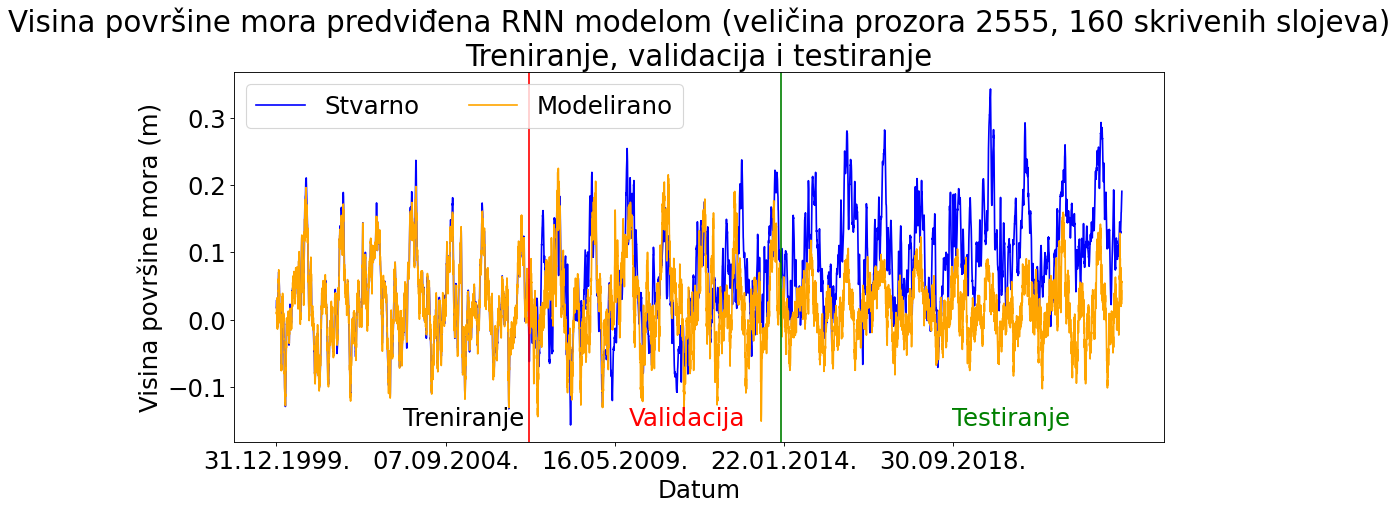 Visina površine mora predviđena RNN modelom (veličina prozora 2555, 160 skrivenih slojeva)
Treniranje, validacija i testiranje
Stvarno
Modelirano
Visina površine mora (m)
0.3
0.2
0.1
0.0
−0.1
Treniranje
Validacija
Testiranje
31.12.1999.
07.09.2004.
16.05.2009.
22.01.2014.
30.09.2018.
Datum